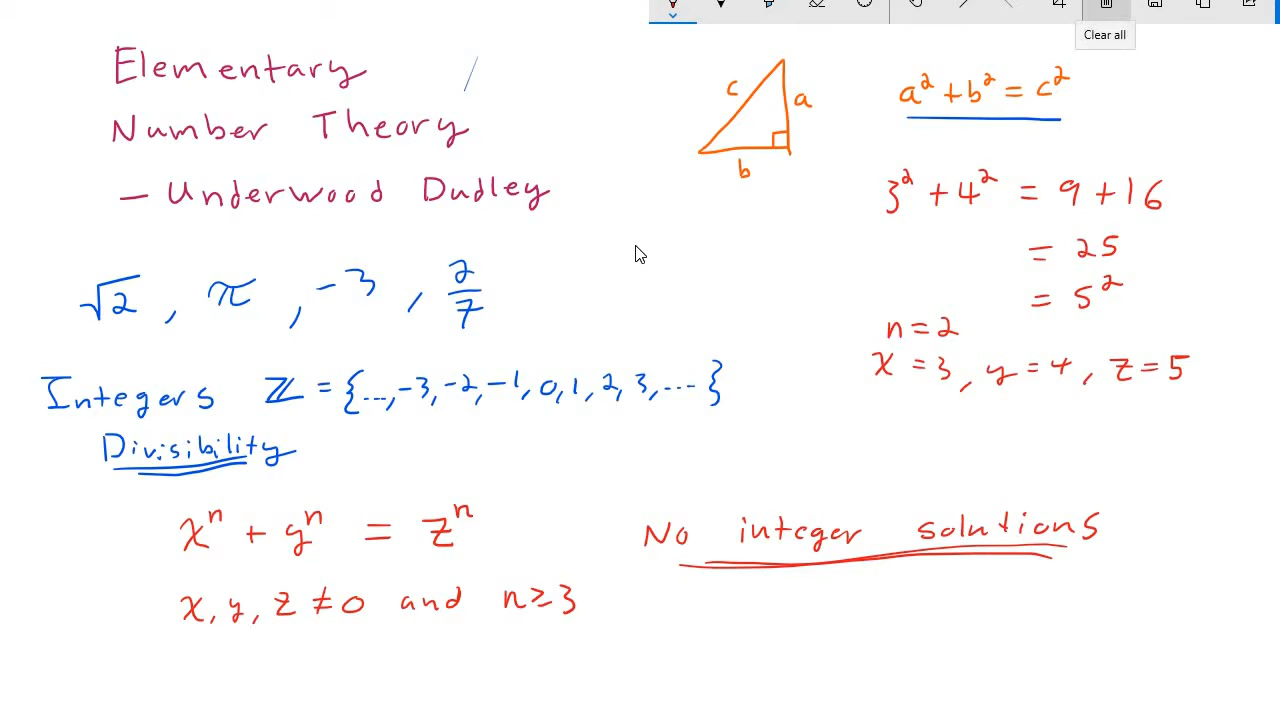 Elementary
Number Theory
— Underwood Dudley
√2 , π , -3 , 2/7
Integers ℤ = {..., -3, -2, -1, 0, 1, 2, 3, ....}
Divisibility
xⁿ + yⁿ = zⁿ
x, y, z ≠ 0 and n ≥ 3
Clear all
c
a
b
a² + b² = c²
3² + 4² = 9 + 16
= 25
= 5²
n = 2
x = 3, y = 4, z = 5
No integer solutions